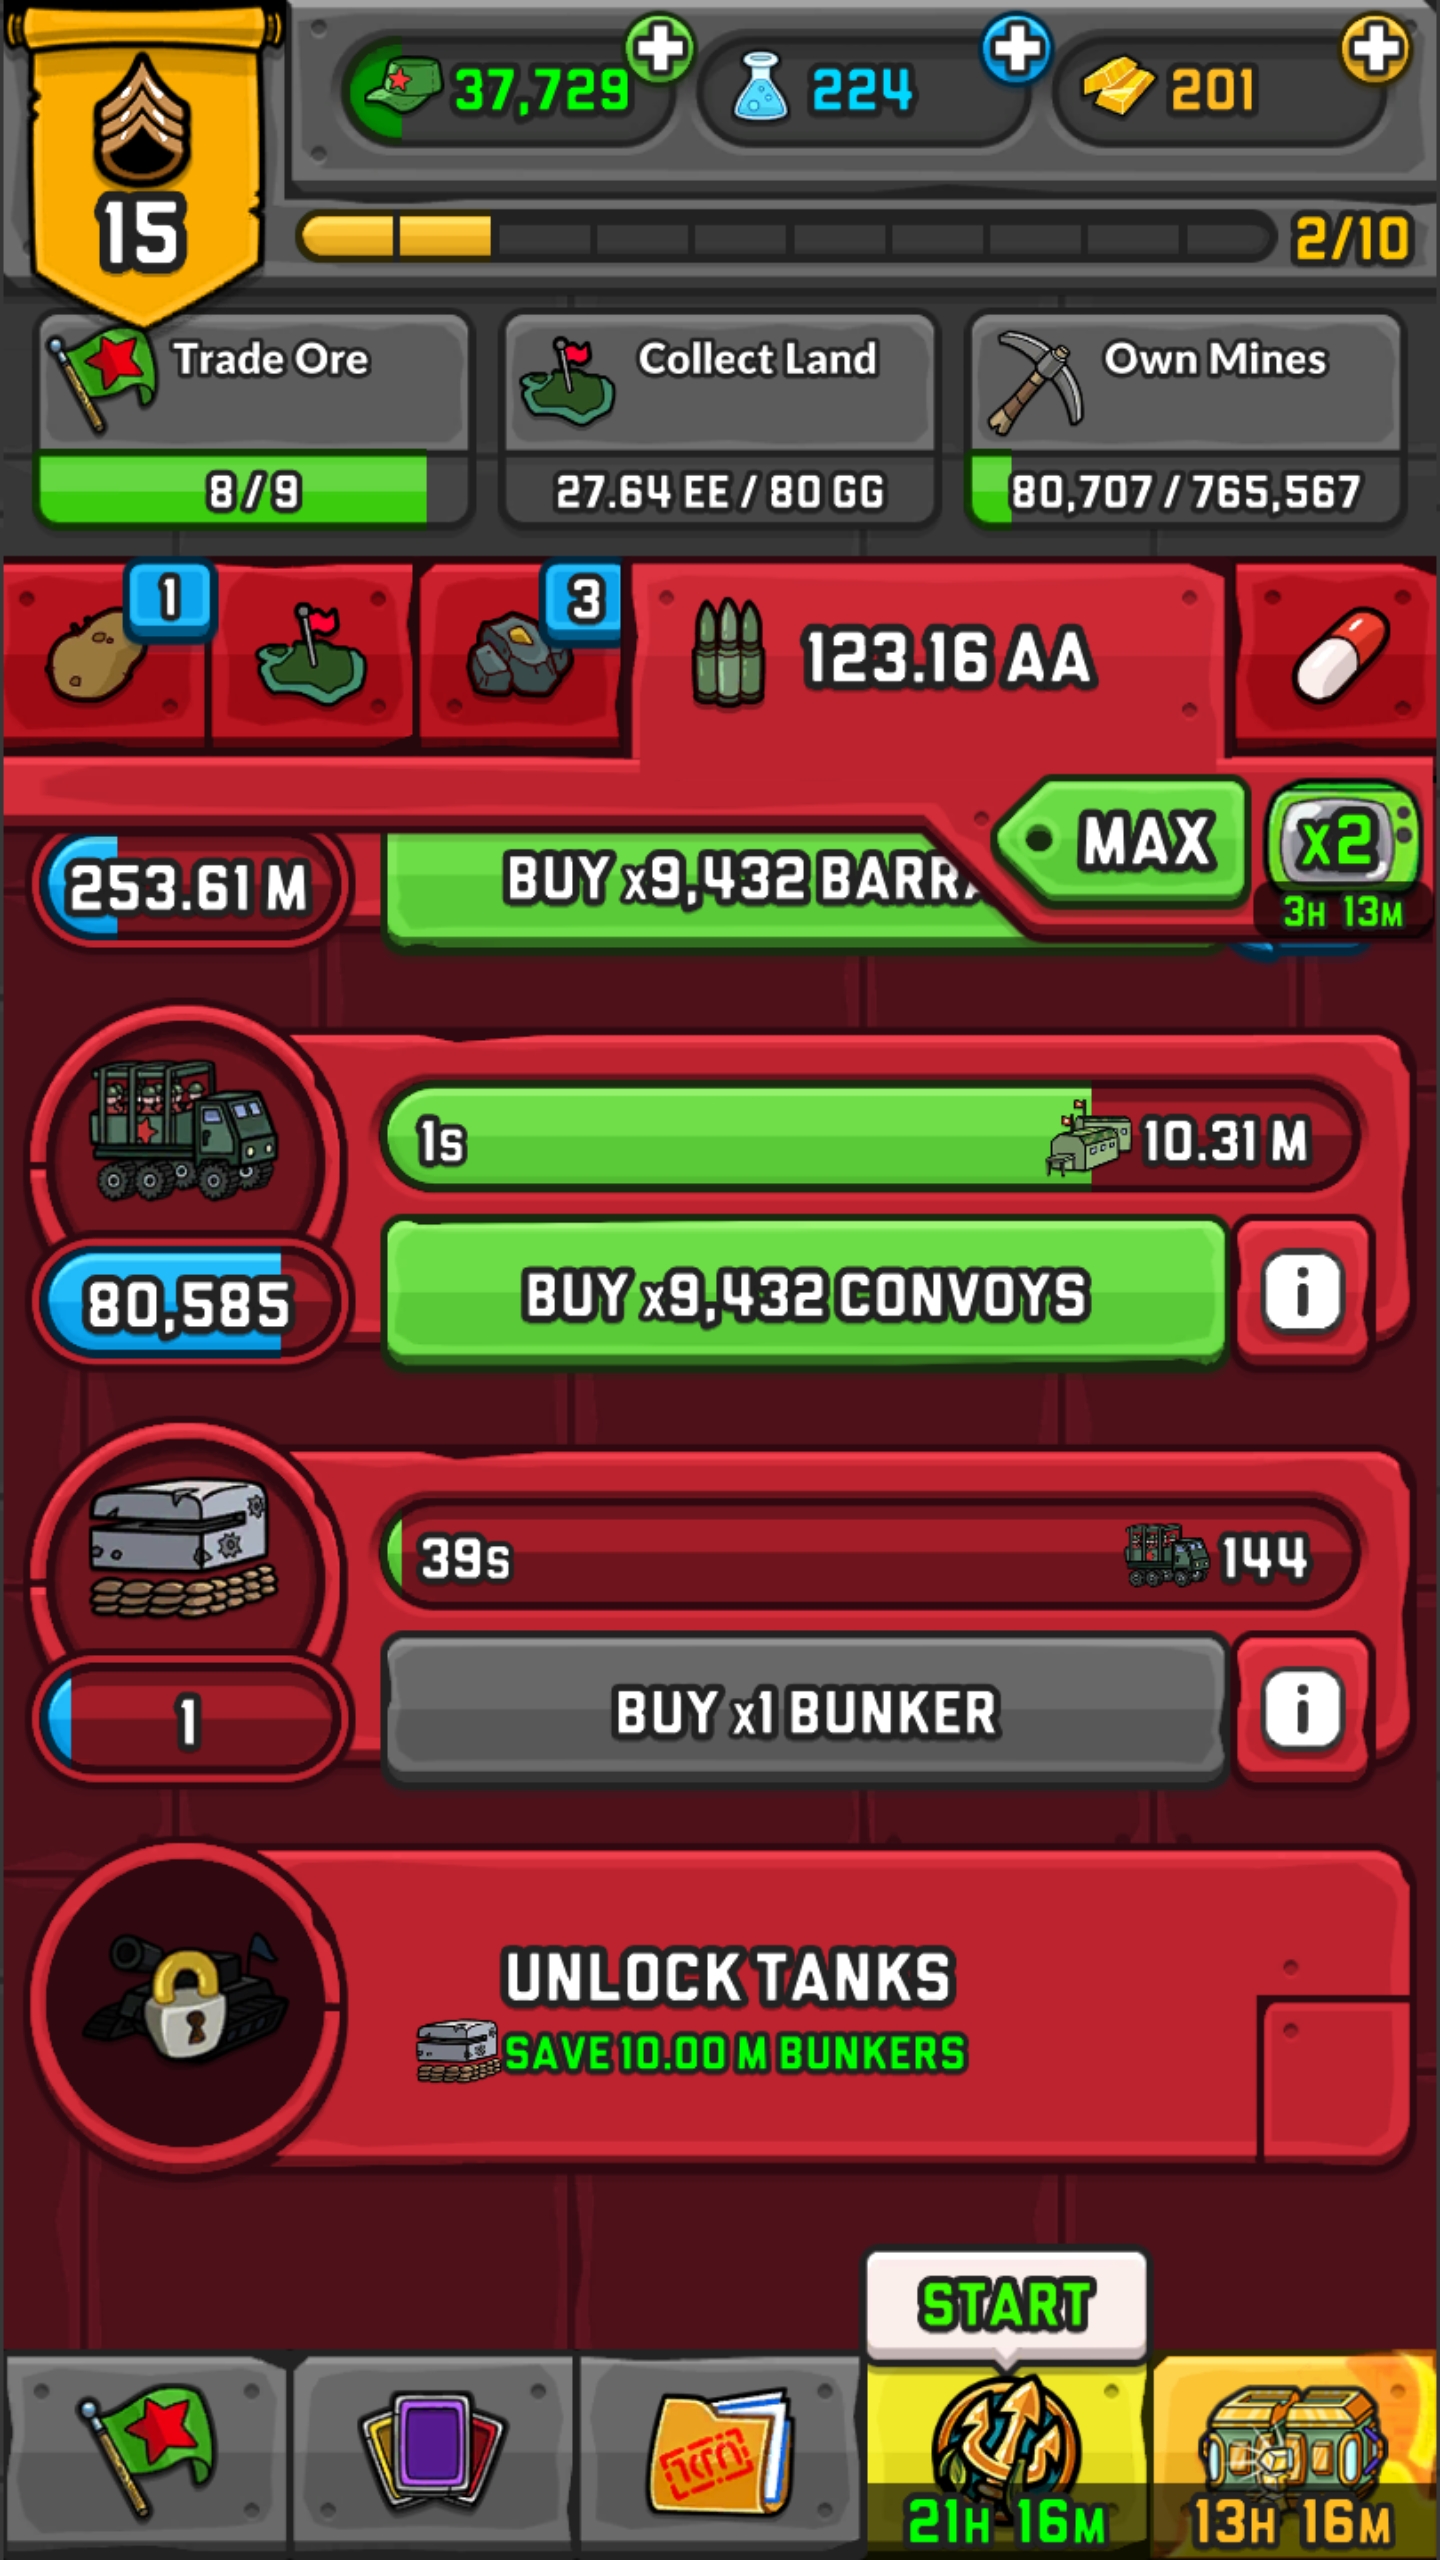 37,729
224
201
15
2/10
Trade Ore
Collect Land
Own Mines
8/9
27.64 EE / 80 GG
80,707 / 765,567
1
3
123.16 AA
MAX
x2
3H 13M
253.61 M
BUY x9,432 BARRA
1s
10.31 M
80,585
BUY x9,432 CONVOYS
i
39s
144
1
BUY x1 BUNKER
i
UNLOCK TANKS
SAVE 10.00 M BUNKERS
START
21H 16M
13H 16M